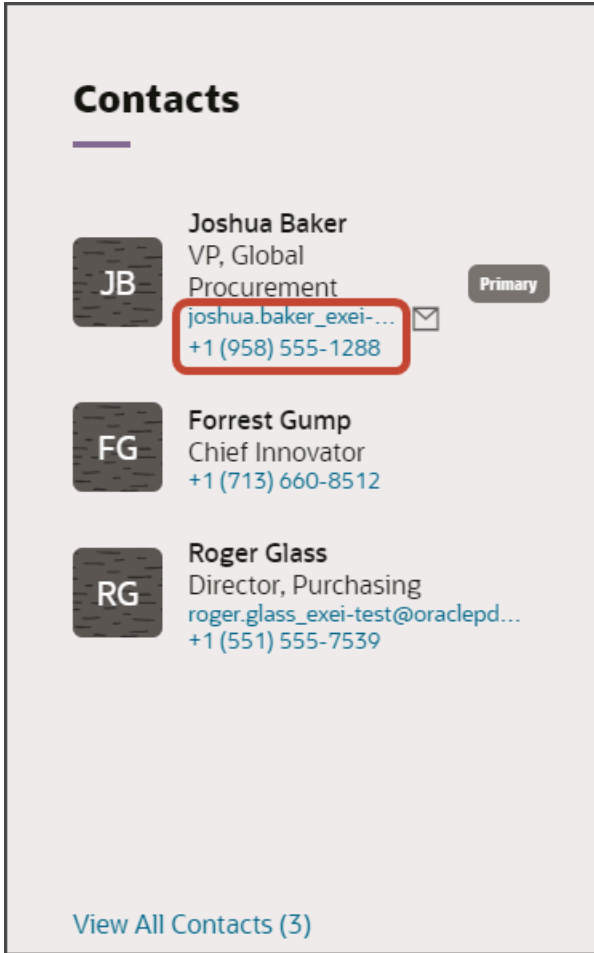 Contacts
JB
Joshua Baker
VP, Global
Procurement
Primary
joshua.baker_exei-...
+1 (958) 555-1288
FG
Forrest Gump
Chief Innovator
+1 (713) 660-8512
RG
Roger Glass
Director, Purchasing
roger.glass_exei-test@oraclepd...
+1 (551) 555-7539
View All Contacts (3)